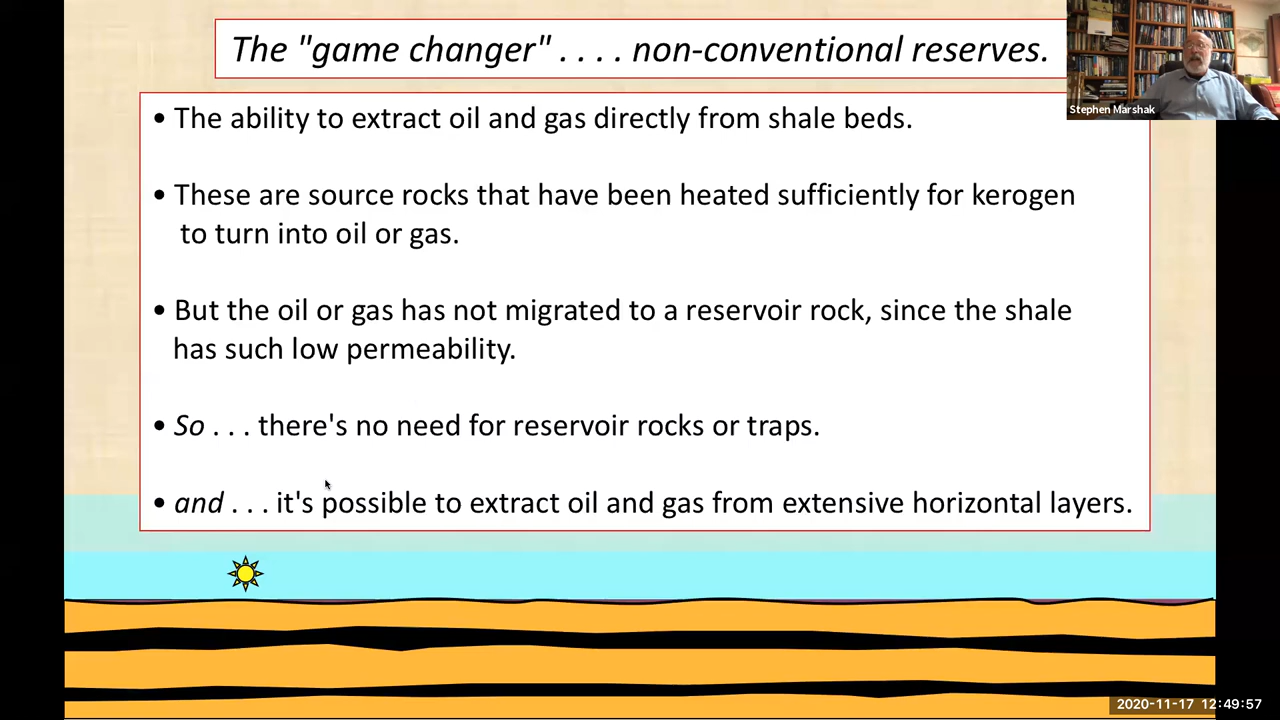 The "game changer" . . . . non-conventional reserves.
Stephen Marshak
• The ability to extract oil and gas directly from shale beds.
• These are source rocks that have been heated sufficiently for kerogen
to turn into oil or gas.
• But the oil or gas has not migrated to a reservoir rock, since the shale
has such low permeability.
• So . . . there's no need for reservoir rocks or traps.
• and . . . it's possible to extract oil and gas from extensive horizontal layers.
2020-11-17 12:49:57